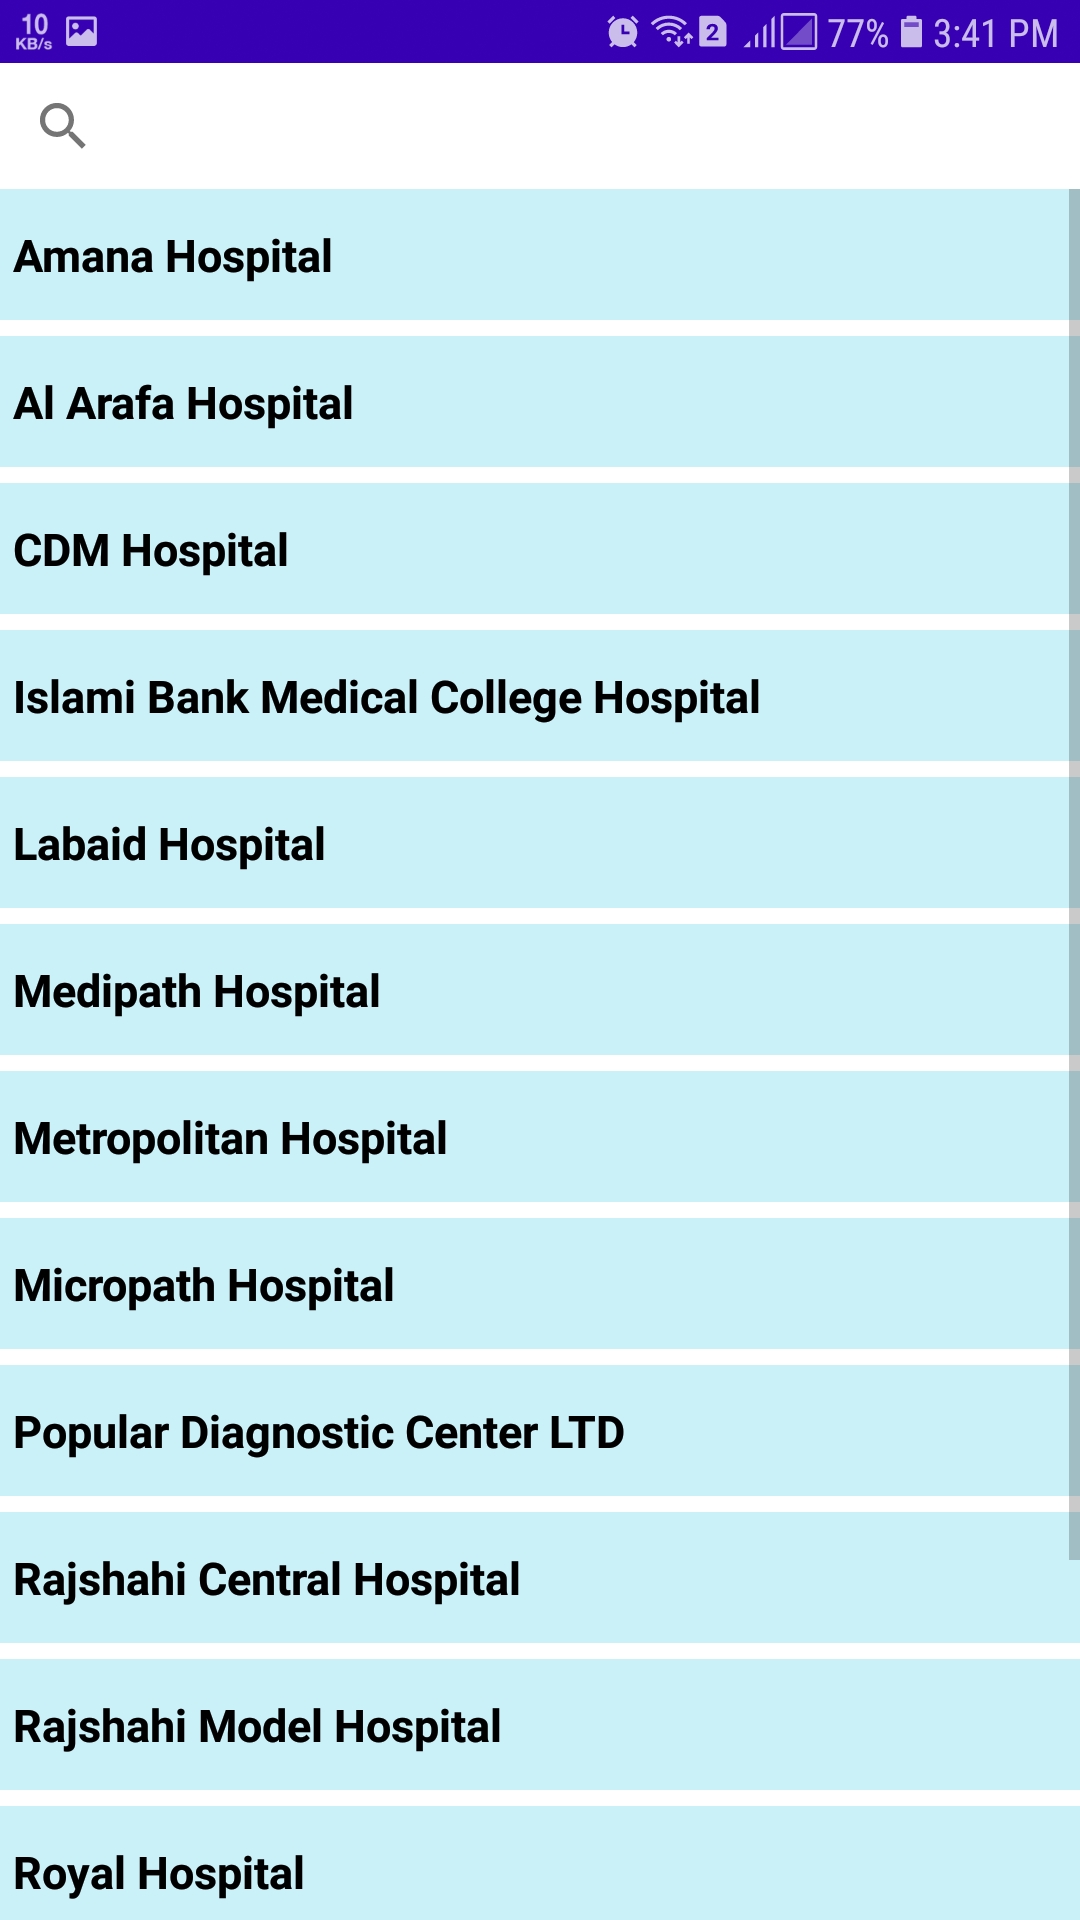 10
KB/s
2
77%
3:41 PM
Amana Hospital
Al Arafa Hospital
CDM Hospital
Islami Bank Medical College Hospital
Labaid Hospital
Medipath Hospital
Metropolitan Hospital
Micropath Hospital
Popular Diagnostic Center LTD
Rajshahi Central Hospital
Rajshahi Model Hospital
Royal Hospital